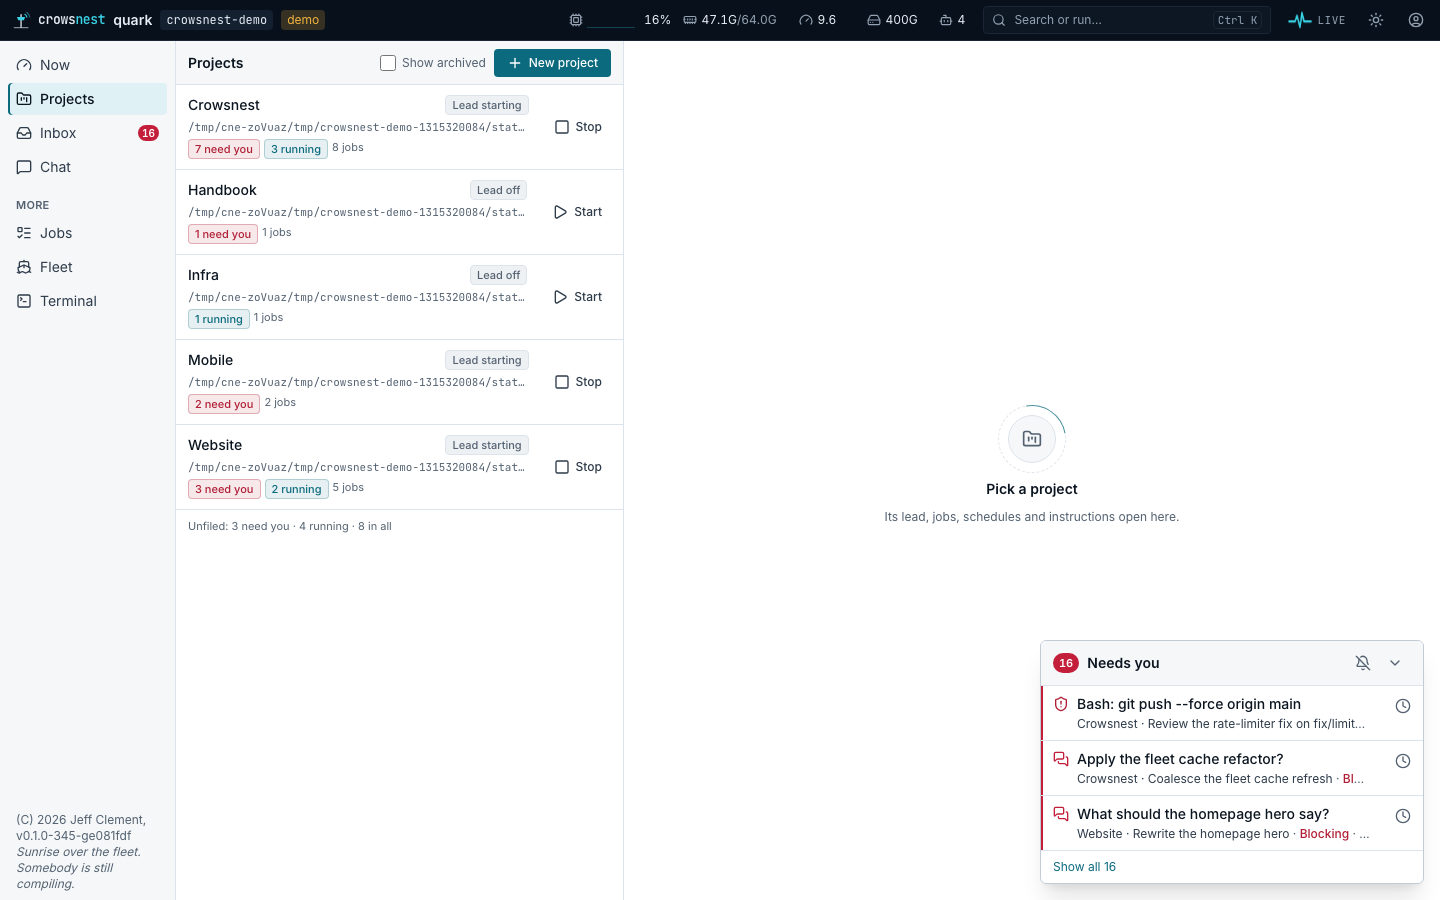 crowsnest quark crowsnest-demo demo 16% 47.1G/64.0G 9.6 400G 4 Search or run... Ctrl K LIVE
Now
Projects
Inbox 16
Chat
MORE
Jobs
Fleet
Terminal
(C) 2026 Jeff Clement,
v0.1.0-345-ge081fdf
Sunrise over the fleet.
Somebody is still
compiling.
Projects Show archived New project
Crowsnest Lead starting
/tmp/cne-zoVuaz/tmp/crowsnest-demo-1315320084/stat… Stop
7 need you 3 running 8 jobs
Handbook Lead off
/tmp/cne-zoVuaz/tmp/crowsnest-demo-1315320084/stat… Start
1 need you 1 jobs
Infra Lead off
/tmp/cne-zoVuaz/tmp/crowsnest-demo-1315320084/stat… Start
1 running 1 jobs
Mobile Lead starting
/tmp/cne-zoVuaz/tmp/crowsnest-demo-1315320084/stat… Stop
2 need you 2 jobs
Website Lead starting
/tmp/cne-zoVuaz/tmp/crowsnest-demo-1315320084/stat… Stop
3 need you 2 running 5 jobs
Unfiled: 3 need you · 4 running · 8 in all
Pick a project
Its lead, jobs, schedules and instructions open here.
16 Needs you
Bash: git push --force origin main
Crowsnest · Review the rate-limiter fix on fix/limit…
Apply the fleet cache refactor?
Crowsnest · Coalesce the fleet cache refresh · Bl…
What should the homepage hero say?
Website · Rewrite the homepage hero · Blocking · …
Show all 16